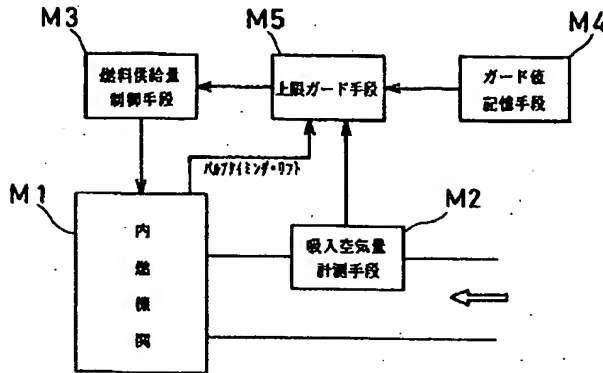 M3
M5
M4
燃料供給量
制御手段
上限ガード手段
ガード値
記憶手段
バルブタイミング・リフト
M1
M2
内
燃
機
関
吸入空気量
計測手段